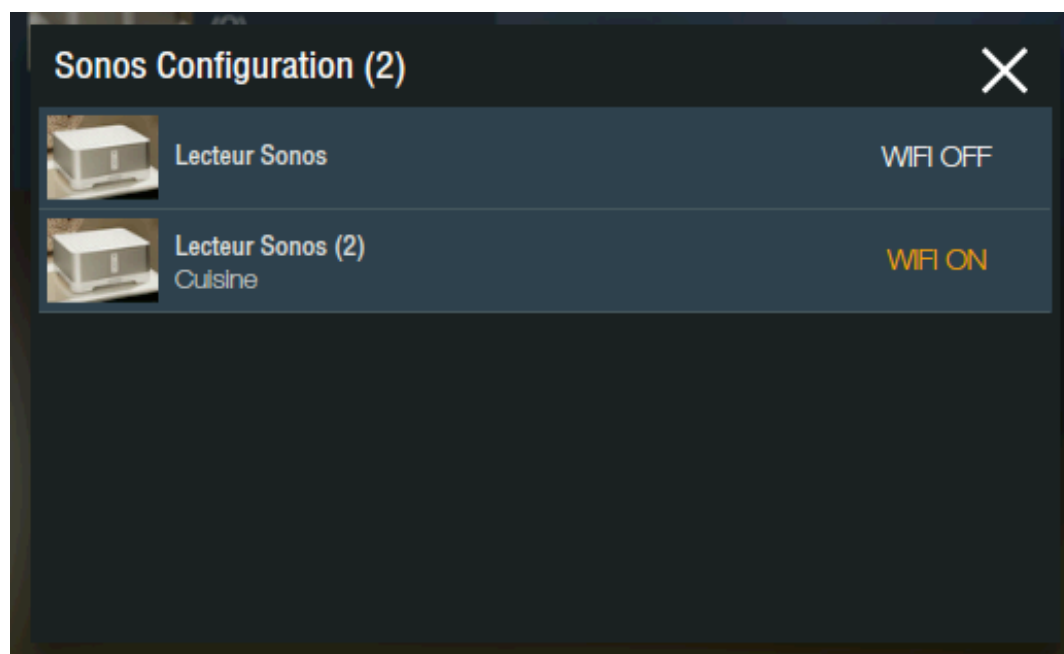 Sonos Configuration (2)
Lecteur Sonos
WIFI OFF
Lecteur Sonos (2)
Cuisine
WIFI ON